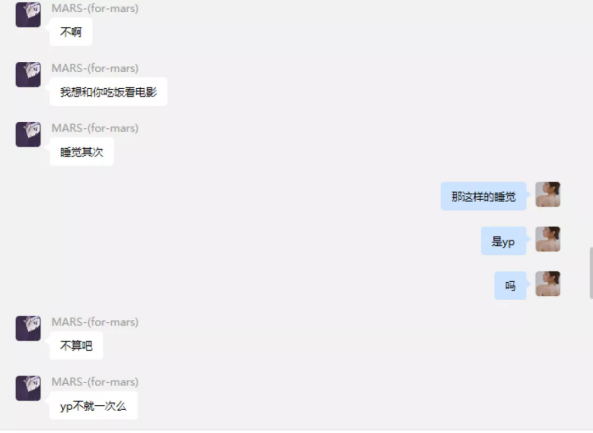 MARS-(for-mars)
不啊
MARS-(for-mars)
我想和你吃饭看电影
MARS-(for-mars)
睡觉其次
那这样的睡觉
是yp
吗
MARS-(for-mars)
不算吧
MARS-(for-mars)
yp不就一次么